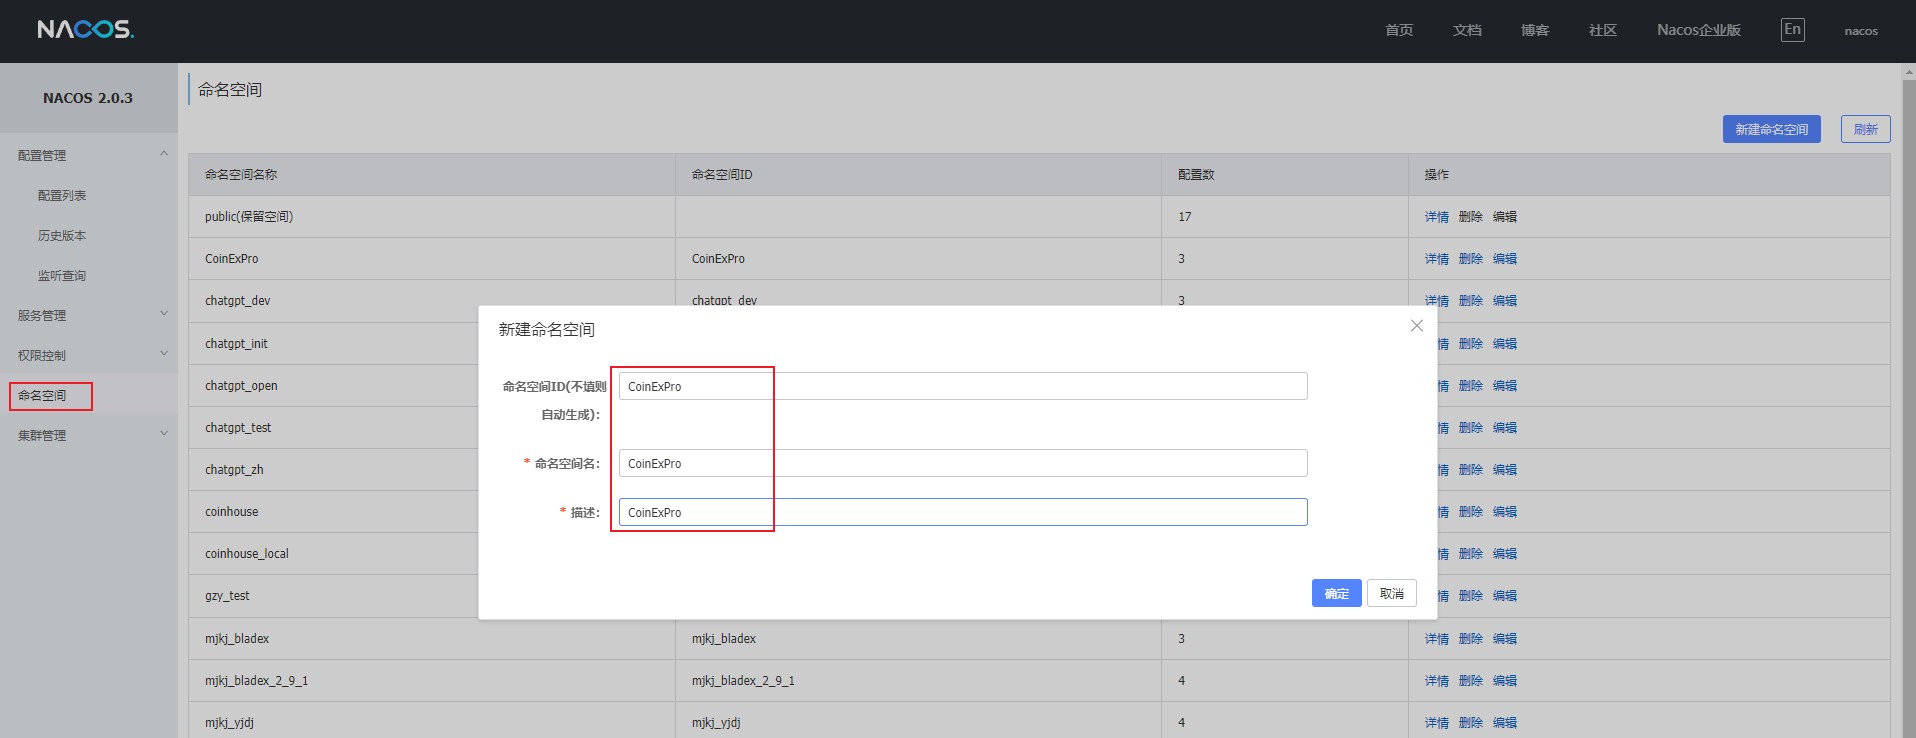 NACOS.
首页 文档 博客 社区 Nacos企业版 En nacos
NACOS 2.0.3
配置管理
配置列表
历史版本
监听查询
服务管理
权限控制
命名空间
集群管理
命名空间
新建命名空间 刷新
命名空间名称 命名空间ID 配置数 操作
public(保留空间) 17 详情 删除 编辑
CoinExPro CoinExPro 3 详情 删除 编辑
chatgpt_dev chatgpt_dev 3 详情 删除 编辑
chatgpt_init 情 删除 编辑
chatgpt_open 情 删除 编辑
chatgpt_test 情 删除 编辑
chatgpt_zh 情 删除 编辑
coinhouse 情 删除 编辑
coinhouse_local 情 删除 编辑
gzy_test 情 删除 编辑
mjkj_bladex mjkj_bladex 3 详情 删除 编辑
mjkj_bladex_2_9_1 mjkj_bladex_2_9_1 4 详情 删除 编辑
mjkj_yjdj mjkj_yjdj 4 详情 删除 编辑
新建命名空间
命名空间ID(不填则 CoinExPro
自动生成):
* 命名空间名: CoinExPro
* 描述: CoinExPro
确定 取消